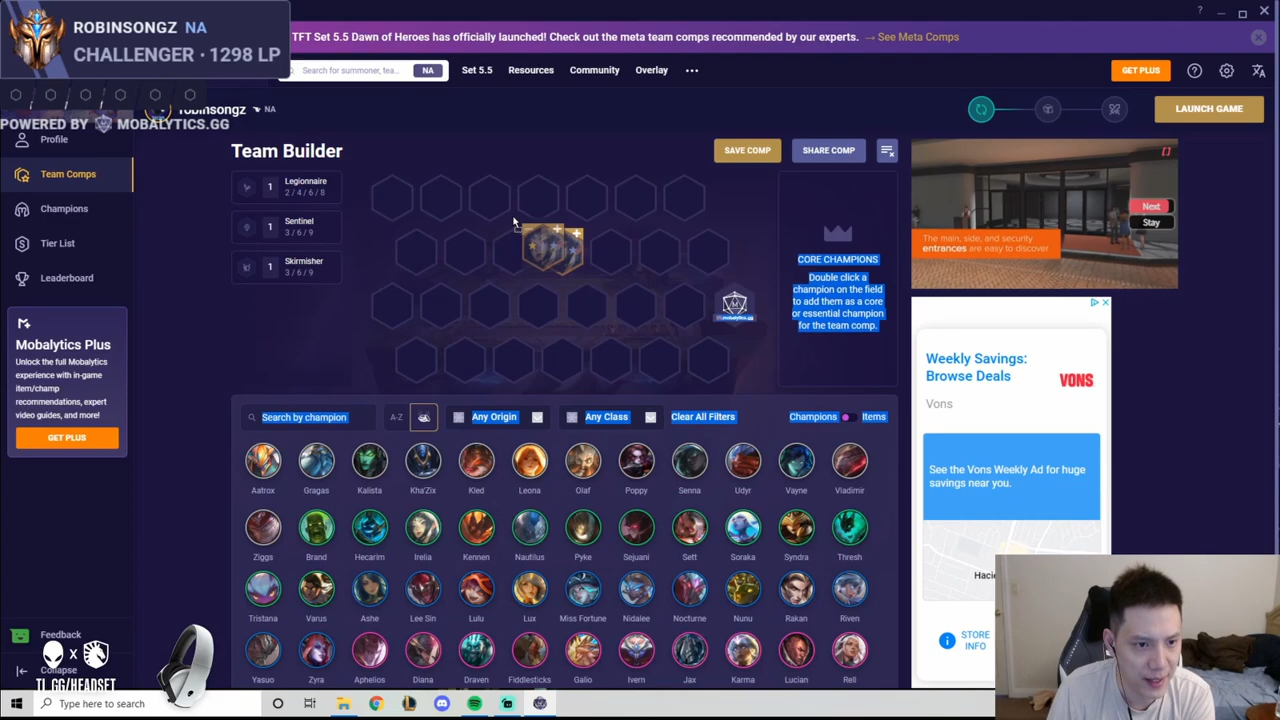 ROBINSONGZ NA
CHALLENGER · 1298 LP
POWERED BY MOBALYTICS.GG
TFT Set 5.5 Dawn of Heroes has officially launched! Check out the meta team comps recommended by our experts. → See Meta Comps
Search for summoner, tea... NA
Set 5.5 Resources Community Overlay
GET PLUS
robinsongz NA
LAUNCH GAME
Profile
Team Comps
Champions
Tier List
Leaderboard
Mobalytics Plus
Unlock the full Mobalytics
experience with in-game
item/champ
recommendations, expert
video guides, and more!
GET PLUS
Feedback
Collapse
TL.GG/HEADSET
Team Builder
SAVE COMP SHARE COMP
1 Legionnaire
2 / 4 / 6 / 8
1 Sentinel
3 / 6 / 9
1 Skirmisher
3 / 6 / 9
CORE CHAMPIONS
Double click a
champion on the field
to add them as a core
or essential champion
for the team comp.
Search by champion A-Z Any Origin Any Class Clear All Filters Champions Items
Aatrox Gragas Kalista Kha'Zix Kled Leona Olaf Poppy Senna Udyr Vayne Vladimir
Ziggs Brand Hecarim Irelia Kennen Nautilus Pyke Sejuani Sett Soraka Syndra Thresh
Tristana Varus Ashe Lee Sin Lulu Lux Miss Fortune Nidalee Nocturne Nunu Rakan Riven
Yasuo Zyra Aphelios Diana Draven Fiddlesticks Galio Ivern Jax Karma Lucian Rell
Next
Stay
The main, side, and security
entrances are easy to discover
Weekly Savings:
Browse Deals
VONS
Vons
See the Vons Weekly Ad for huge
savings near you.
STORE
INFO
Type here to search